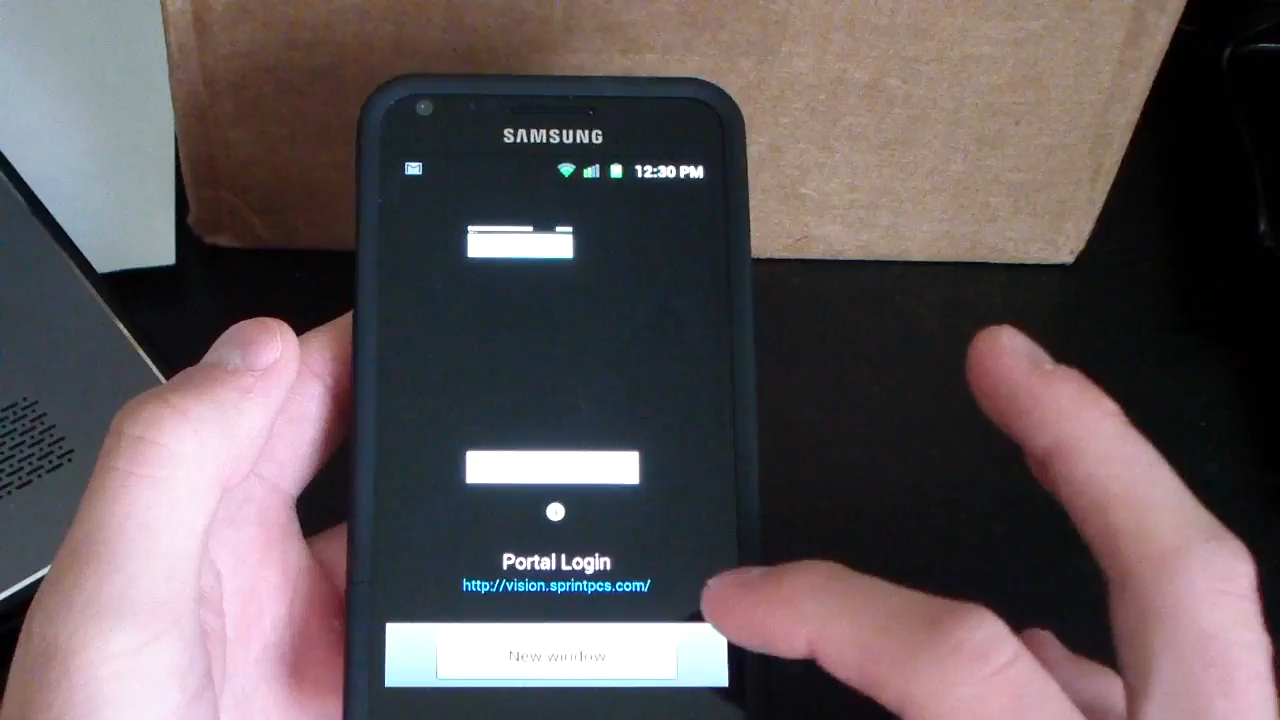 SAMSUNG
12:30 PM
Portal Login
http://vision.sprintpcs.com/
New window